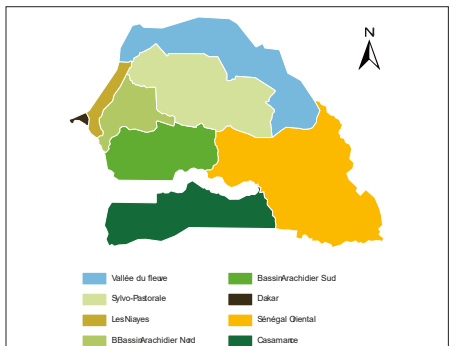 N
Vallée du fleuve
Sylvo-Pastorale
Les Niayes
BBassin Arachidier Nord
Bassin Arachidier Sud
Dakar
Sénégal Oriental
Casamance